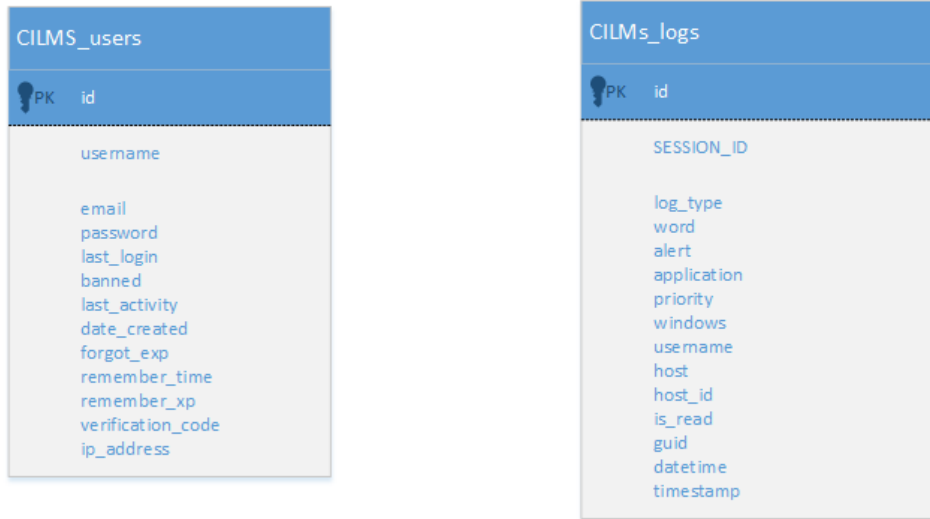 CILMS_users
PK id
username
email
password
last_login
banned
last_activity
date_created
forgot_exp
remember_time
remember_xp
verification_code
ip_address
CILMs_logs
PK id
SESSION_ID
log_type
word
alert
application
priority
windows
username
host
host_id
is_read
guid
datetime
timestamp